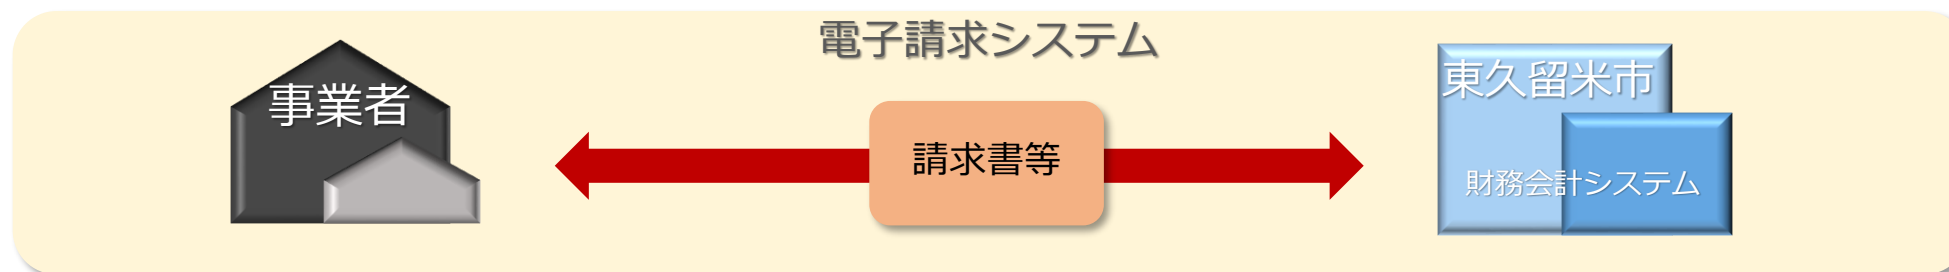 電子請求システム
事業者
請求書等
東久留米市
財務会計システム